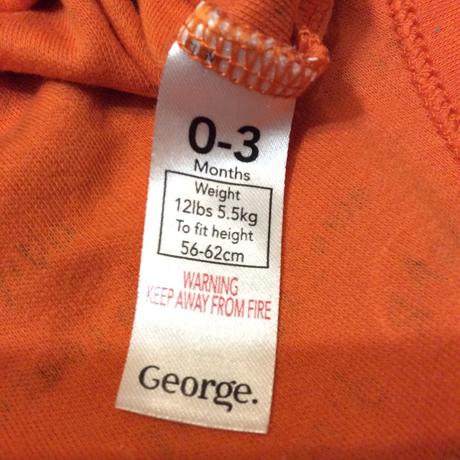 0-3
Months
Weight
12lbs 5.5kg
To fit height
56-62cm
WARNING
KEEP AWAY FROM FIRE
George.